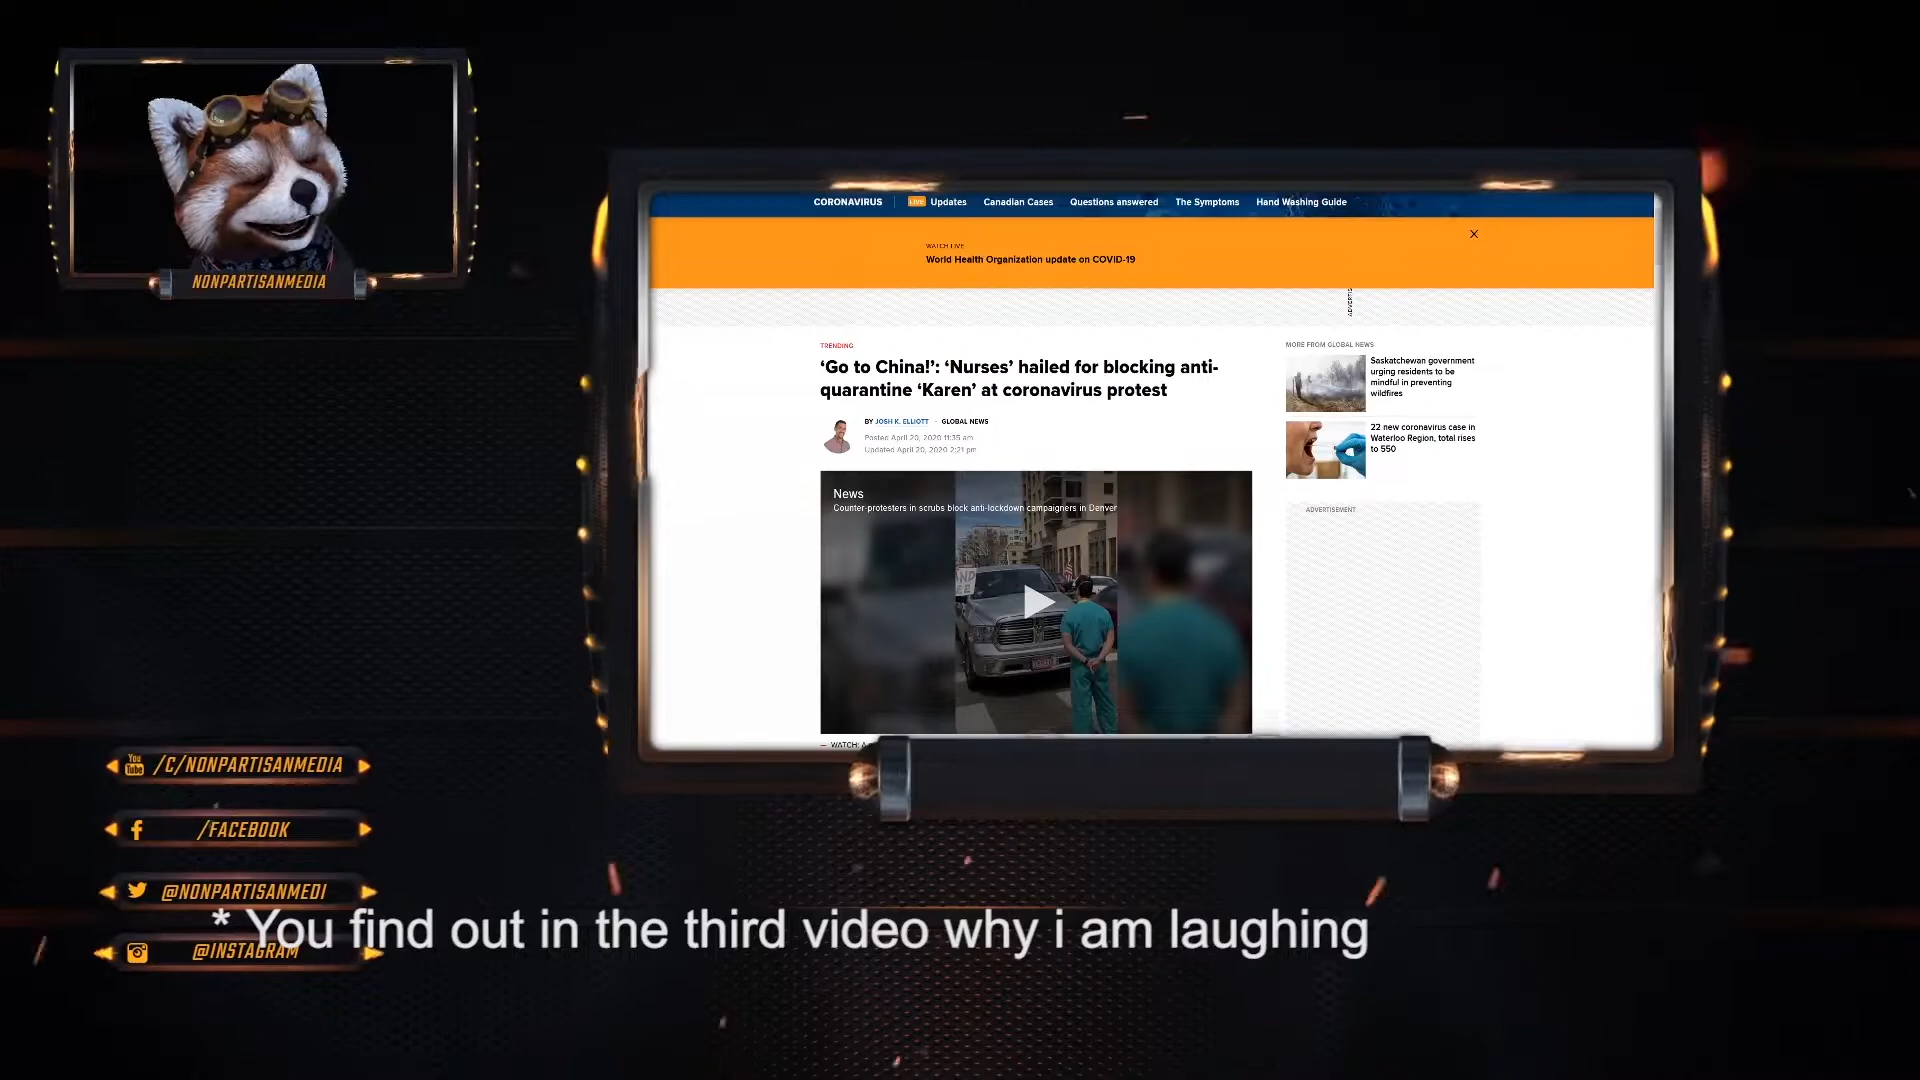 NONPARTISANMEDIA
CORONAVIRUS LIVE Updates Canadian Cases Questions answered The Symptoms Hand Washing Guide
WATCH LIVE
World Health Organization update on COVID-19
ADVERTIS
TRENDING
‘Go to China!’: ‘Nurses’ hailed for blocking anti-
quarantine ‘Karen’ at coronavirus protest
BY JOSH K. ELLIOTT - GLOBAL NEWS
Posted April 20, 2020 11:35 am
Updated April 20, 2020 2:21 pm
News
Counter-protesters in scrubs block anti-lockdown campaigners in Denver
— WATCH: A
MORE FROM GLOBAL NEWS
Saskatchewan government
urging residents to be
mindful in preventing
wildfires
22 new coronavirus case in
Waterloo Region, total rises
to 550
ADVERTISEMENT
You Tube /C/NONPARTISANMEDIA
/FACEBOOK
@NONPARTISANMEDI
@INSTAGRAM
* You find out in the third video why i am laughing